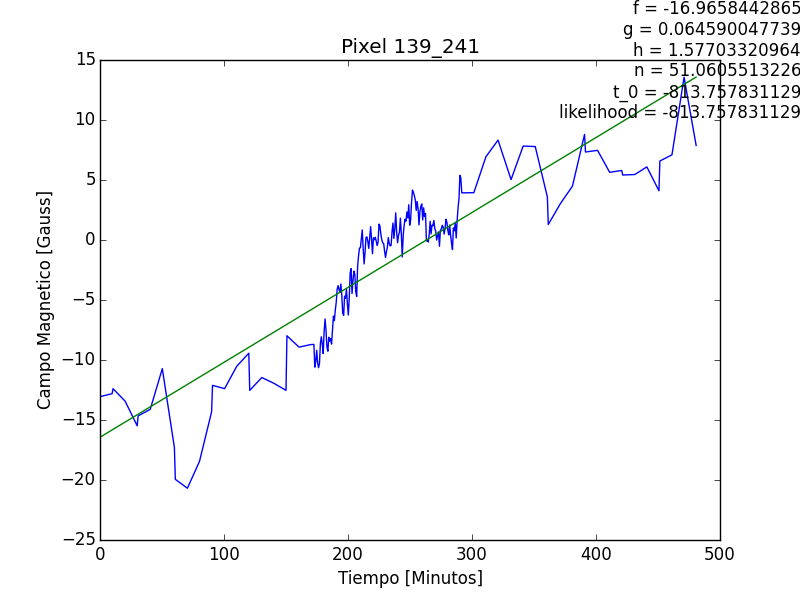 f = -16.9658442865
g = 0.064590047739
h = 1.57703320964
n = 51.0605513226
t_0 = -813.757831129
likelihood = -813.757831129
Pixel 139_241
15
10
5
0
−5
−10
−15
−20
−25
Campo Magnetico [Gauss]
0 100 200 300 400 500
Tiempo [Minutos]